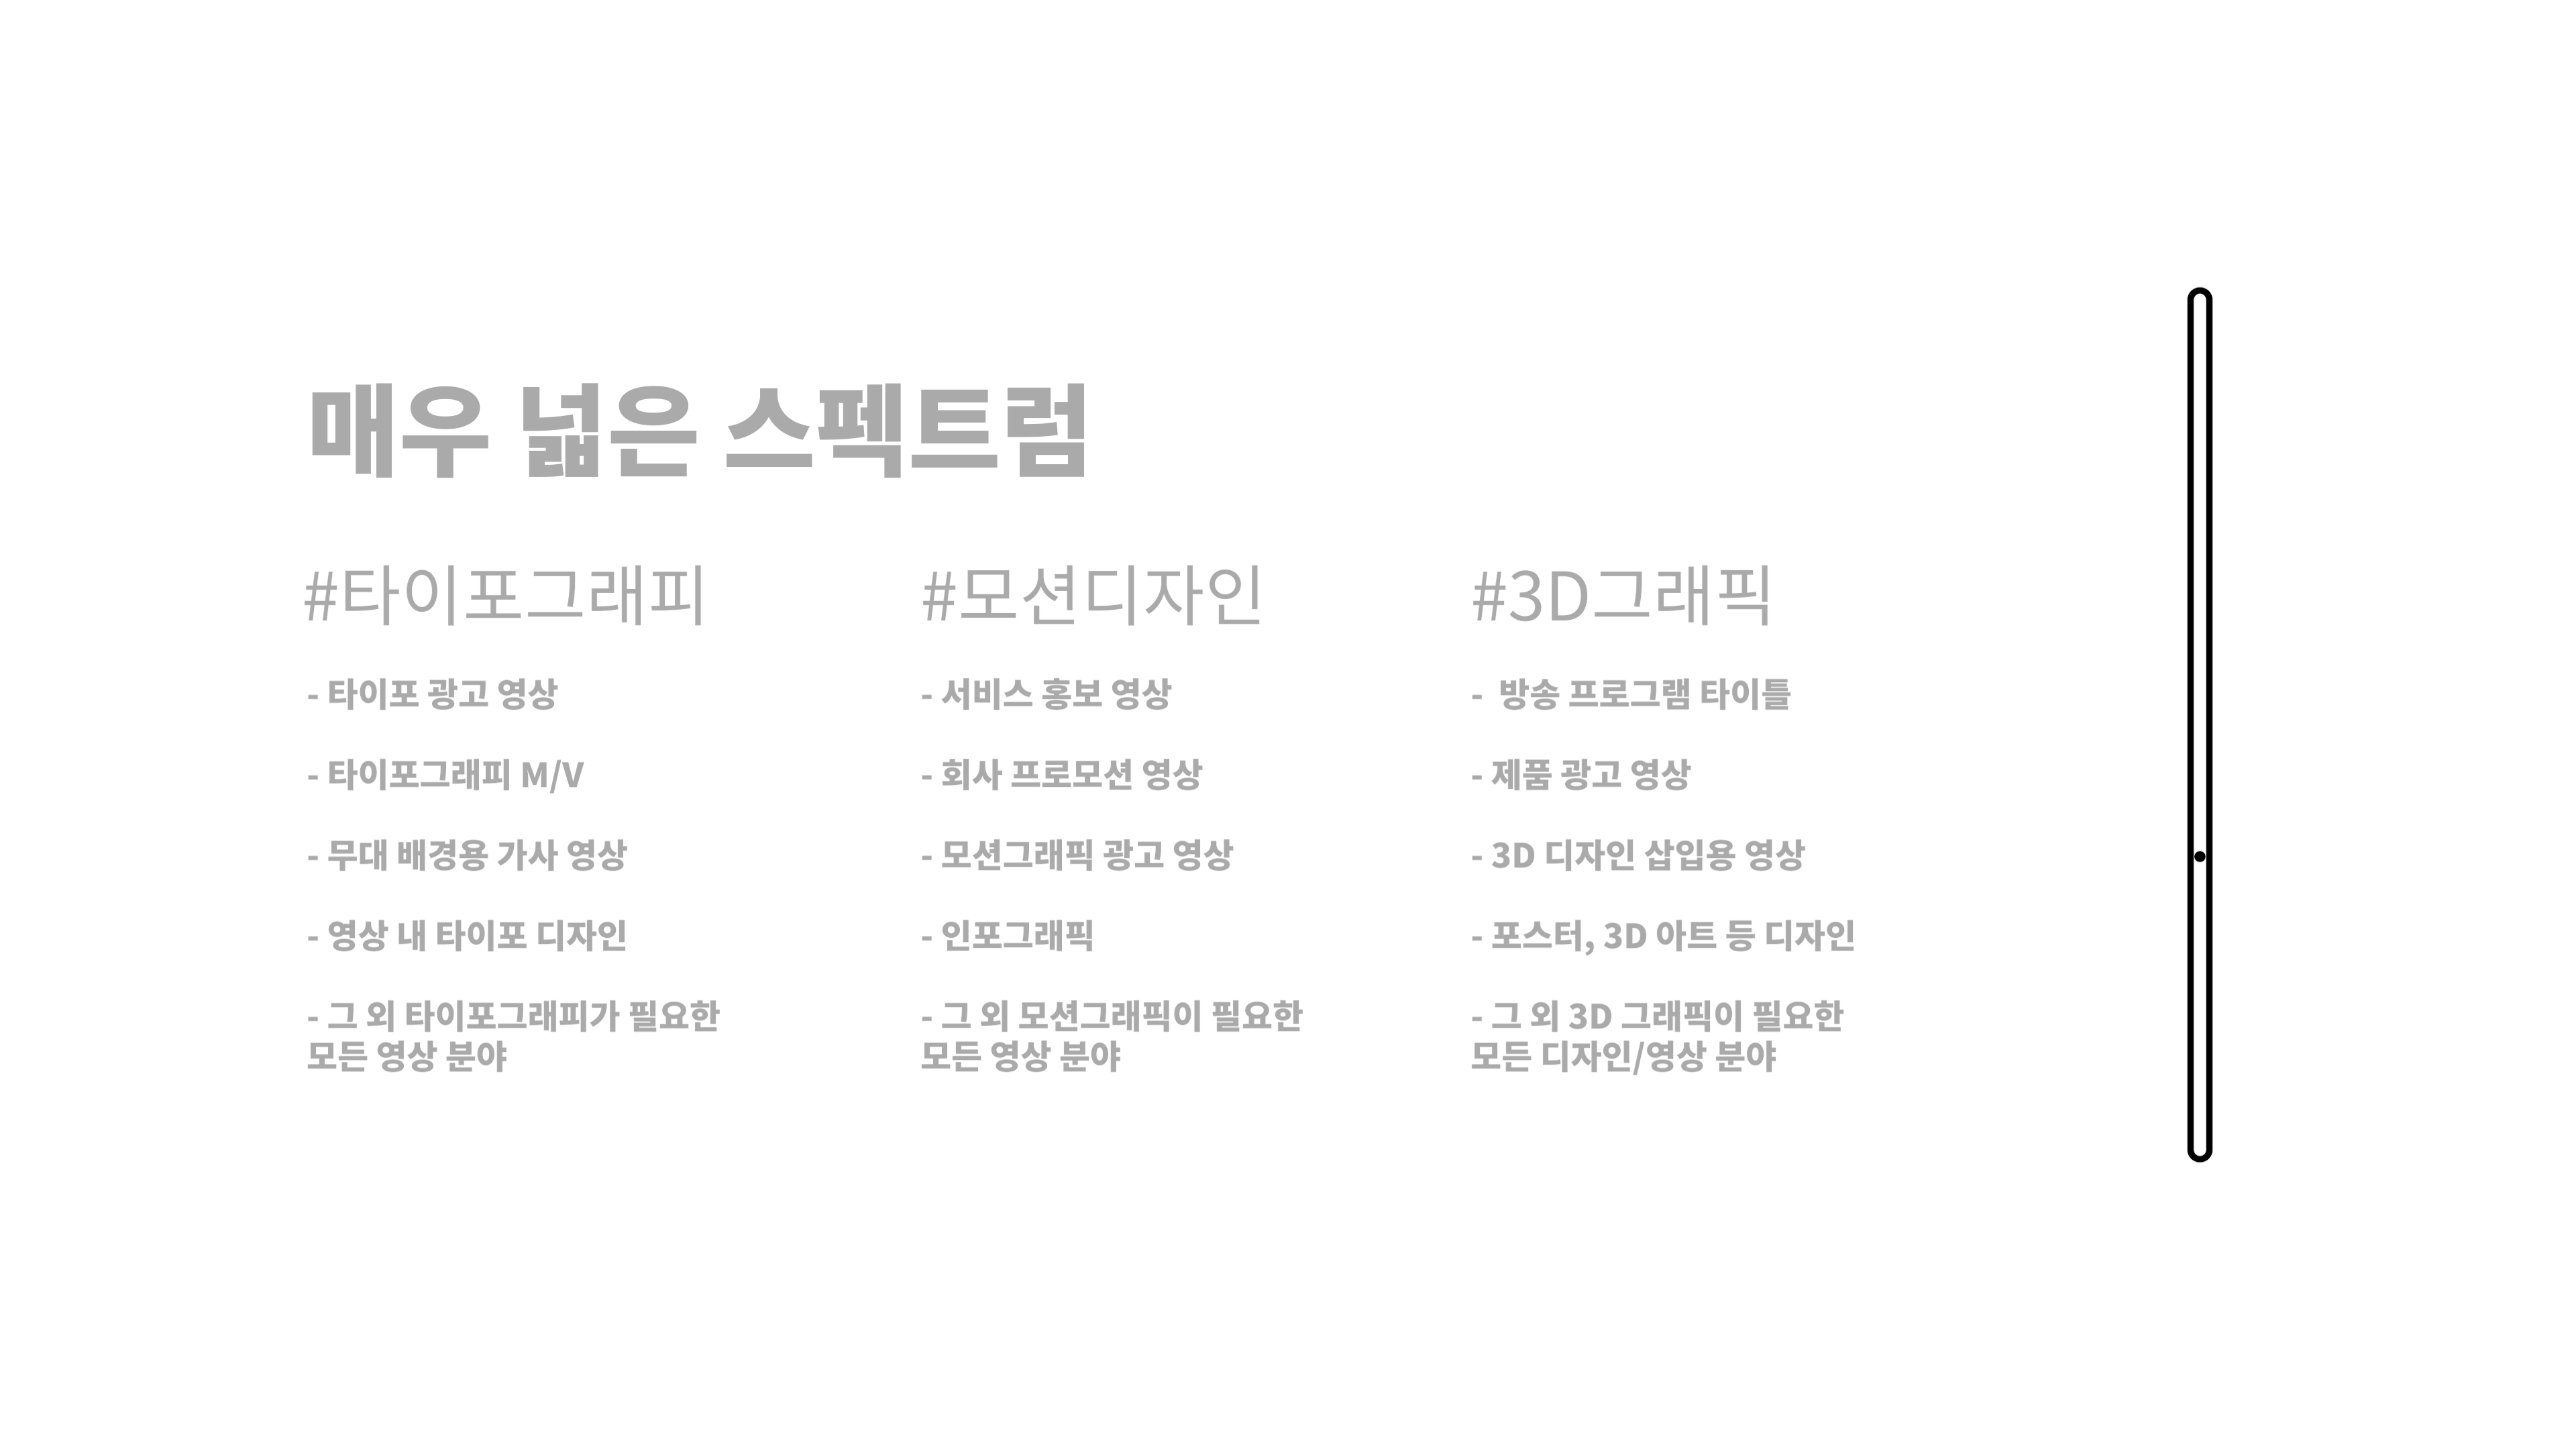 매우 넓은 스펙트럼
#타이포그래피
- 타이포 광고 영상
- 타이포그래피 M/V
- 무대 배경용 가사 영상
- 영상 내 타이포 디자인
- 그 외 타이포그래피가 필요한
모든 영상 분야
#모션디자인
- 서비스 홍보 영상
- 회사 프로모션 영상
- 모션그래픽 광고 영상
- 인포그래픽
- 그 외 모션그래픽이 필요한
모든 영상 분야
#3D그래픽
- 방송 프로그램 타이틀
- 제품 광고 영상
- 3D 디자인 삽입용 영상
- 포스터, 3D 아트 등 디자인
- 그 외 3D 그래픽이 필요한
모든 디자인/영상 분야